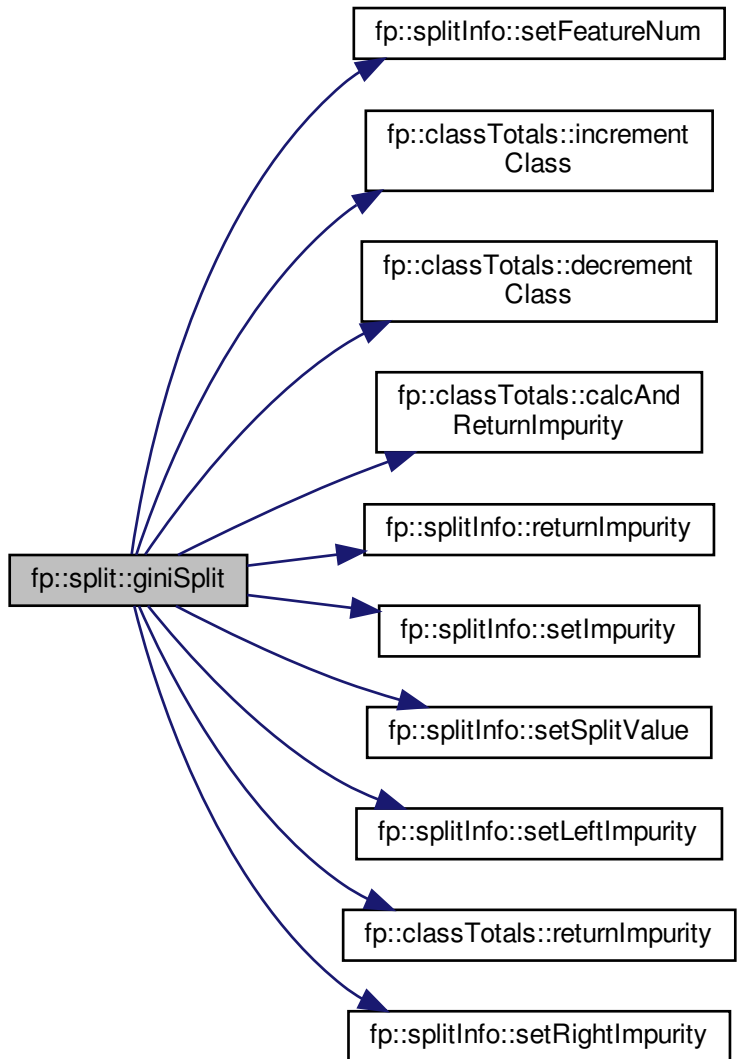 fp::splitInfo::setFeatureNum
fp::classTotals::increment
Class
fp::classTotals::decrement
Class
fp::classTotals::calcAnd
ReturnImpurity
fp::splitInfo::returnImpurity
fp::split::giniSplit
fp::splitInfo::setImpurity
fp::splitInfo::setSplitValue
fp::splitInfo::setLeftImpurity
fp::classTotals::returnImpurity
fp::splitInfo::setRightImpurity